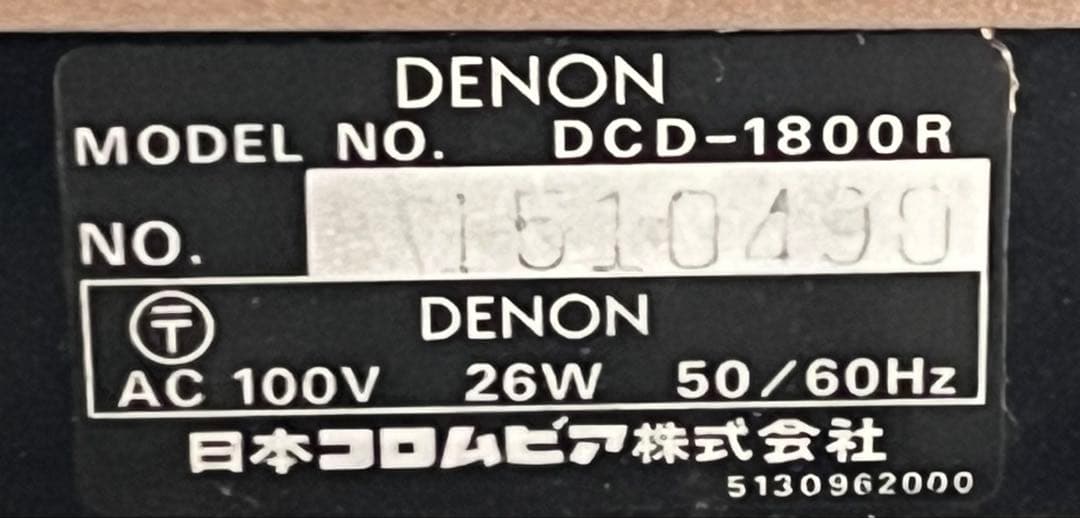 DENON
MODEL NO. DCD-1800R
NO. 1510490
〒
DENON
AC 100V 26W 50/60Hz
日本コロムビア株式会社
5130962000